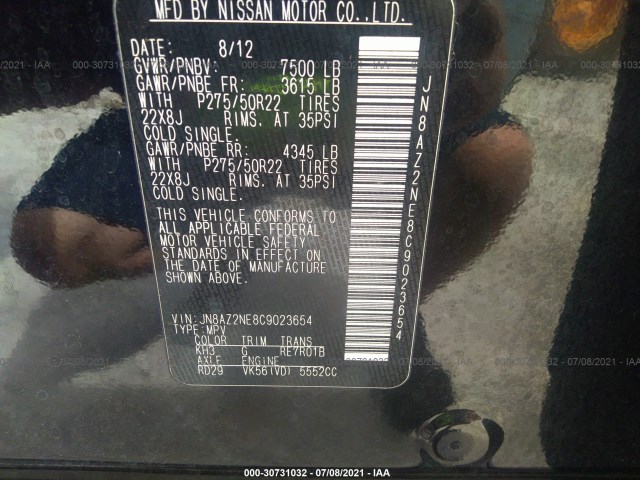 MFD BY NISSAN MOTOR CO.,LTD.
DATE: 8/12
GVWR/PNBV: 7500 LB
GAWR/PNBE FR: 3615 LB
WITH P275/50R22 TIRES
22X8J RIMS. AT 35PSI
COLD SINGLE.
GAWR/PNBE RR: 4345 LB
WITH P275/50R22 TIRES
22X8J RIMS. AT 35PSI
COLD SINGLE.
THIS VEHICLE CONFORMS TO
ALL APPLICABLE FEDERAL
MOTOR VEHICLE SAFETY
STANDARDS IN EFFECT ON
THE DATE OF MANUFACTURE
SHOWN ABOVE.
VIN:JN8AZ2NE8C9023654
TYPE:MPV
COLOR TRIM TRANS
KH3 G RE7R01B
AXLE ENGINE
RD29 VK56(VD) 5552CC
JN8AZ2NE8C9023654
000-30731032 - 07/08/2021 - IAA